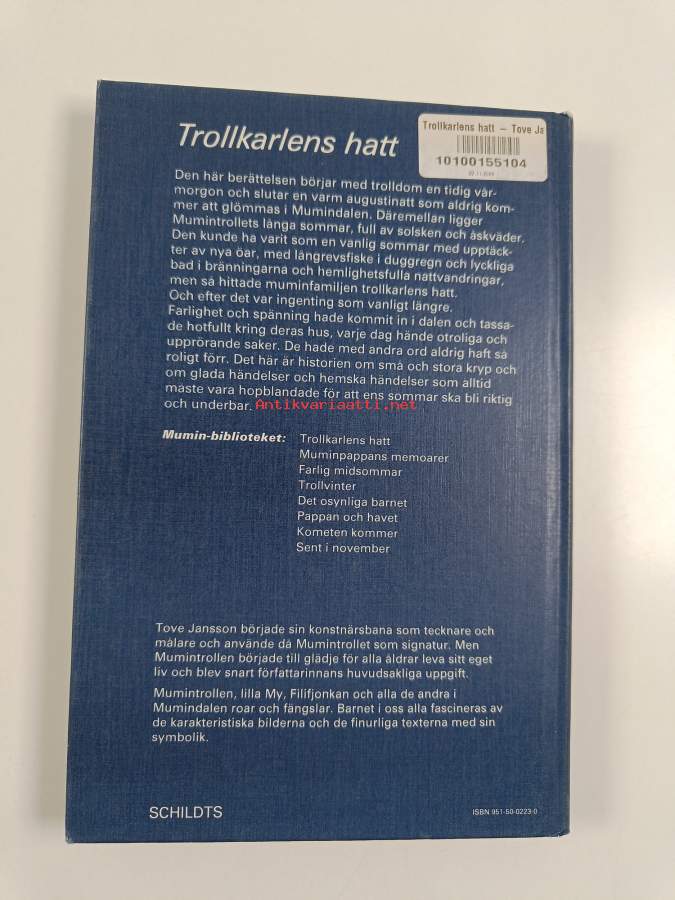 Trollkarlens hatt
Trollkarlens hatt – Tove Ja
10100155104
Den här berättelsen börjar med trolldom en tidig vår-
morgon och slutar en varm augustinatt som aldrig kom-
mer att glömmas i Mumindalen. Däremellan ligger
Mumintrollets långa sommar, full av solsken och åskväder.
Den kunde ha varit som en vanlig sommar med upptäck-
ter av nya öar, med långrevsfiske i duggregn och lyckliga
bad i bränningarna och hemlighetsfulla nattvandringar,
men så hittade muminfamiljen trollkarlens hatt.
Och efter det var ingenting som vanligt längre.
Farlighet och spänning hade kommit in i dalen och tassa-
de hotfullt kring deras hus, varje dag hände otroliga och
upprörande saker. De hade med andra ord aldrig haft så
roligt förr. Det här är historien om små och stora kryp och
om glada händelser och hemska händelser som alltid
måste vara hopblandade för att ens sommar ska bli riktig
och underbar.
Antikvariaatti.net
Mumin-biblioteket: Trollkarlens hatt
Muminpappans memoarer
Farlig midsommar
Trollvinter
Det osynliga barnet
Pappan och havet
Kometen kommer
Sent i november
Tove Jansson började sin konstnärsbana som tecknare och
målare och använde då Mumintrollet som signatur. Men
Mumintrollen började till glädje för alla åldrar leva sitt eget
liv och blev snart författarinnans huvudsakliga uppgift.
Mumintrollen, lilla My, Filifjonkan och alla de andra i
Mumindalen roar och fängslar. Barnet i oss alla fascineras av
de karakteristiska bilderna och de finurliga texterna med sin
symbolik.
SCHILDTS
ISBN 951-50-0223-0